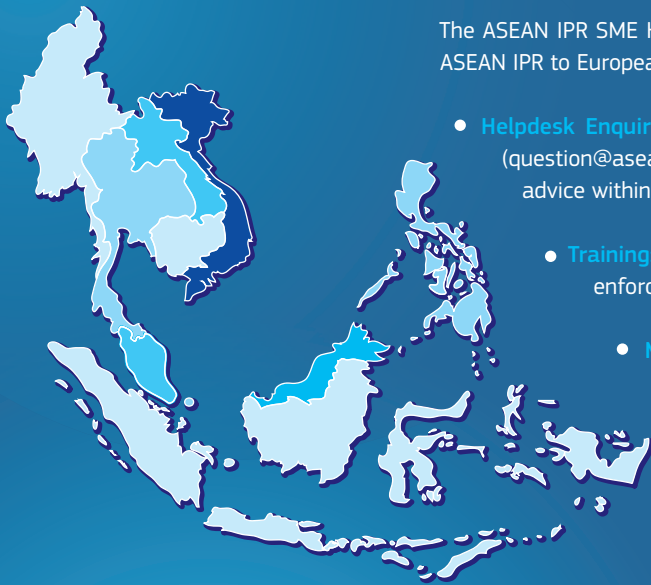 The ASEAN IPR SME
ASEAN IPR to Europea
• Helpdesk Enquir
(question@asea
advice within
• Training
enforc
•